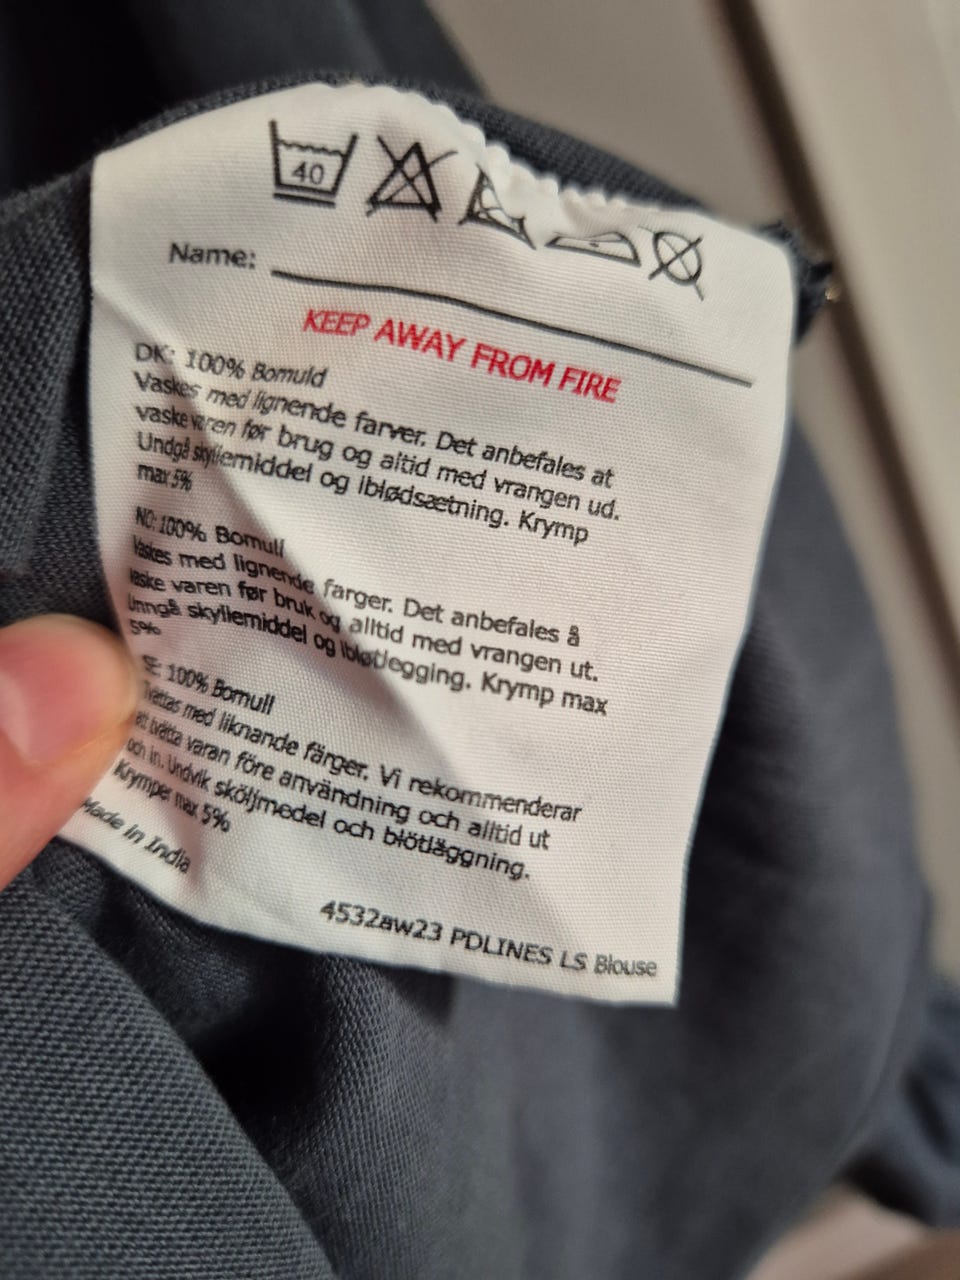 40
Name:
KEEP AWAY FROM FIRE
DK: 100% Bomuld
Vaskes med lignende farver. Det anbefales at
vaske varen før brug og altid med vrangen ud.
Undgå skyllemiddel og iblødsætning. Krymp
max 5%
NO: 100% Bomull
Vaskes med lignende farger. Det anbefales å
vaske varen før bruk og alltid med vrangen ut.
Unngå skyllemiddel og ibløtlegging. Krymp max
5%
SE: 100% Bomull
Tvättas med liknande färger. Vi rekommenderar
att tvätta varan före användning och alltid ut
och in. Undvik sköljmedel och blötläggning.
Krymper max 5%
Made in India
4532aw23 PDLINES LS Blouse